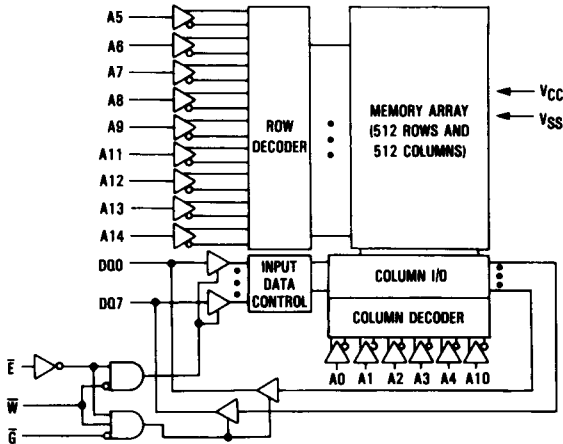 A5
A6
A7
A8
A9
A11
A12
A13
A14
ROW
DECODER
MEMORY ARRAY
(512 ROWS AND
512 COLUMNS)
VCC
VSS
DQ0
DQ7
INPUT
DATA
CONTROL
COLUMN I/O
COLUMN DECODER
A0 A1 A2 A3 A4 A10
E̅
W̅
G̅